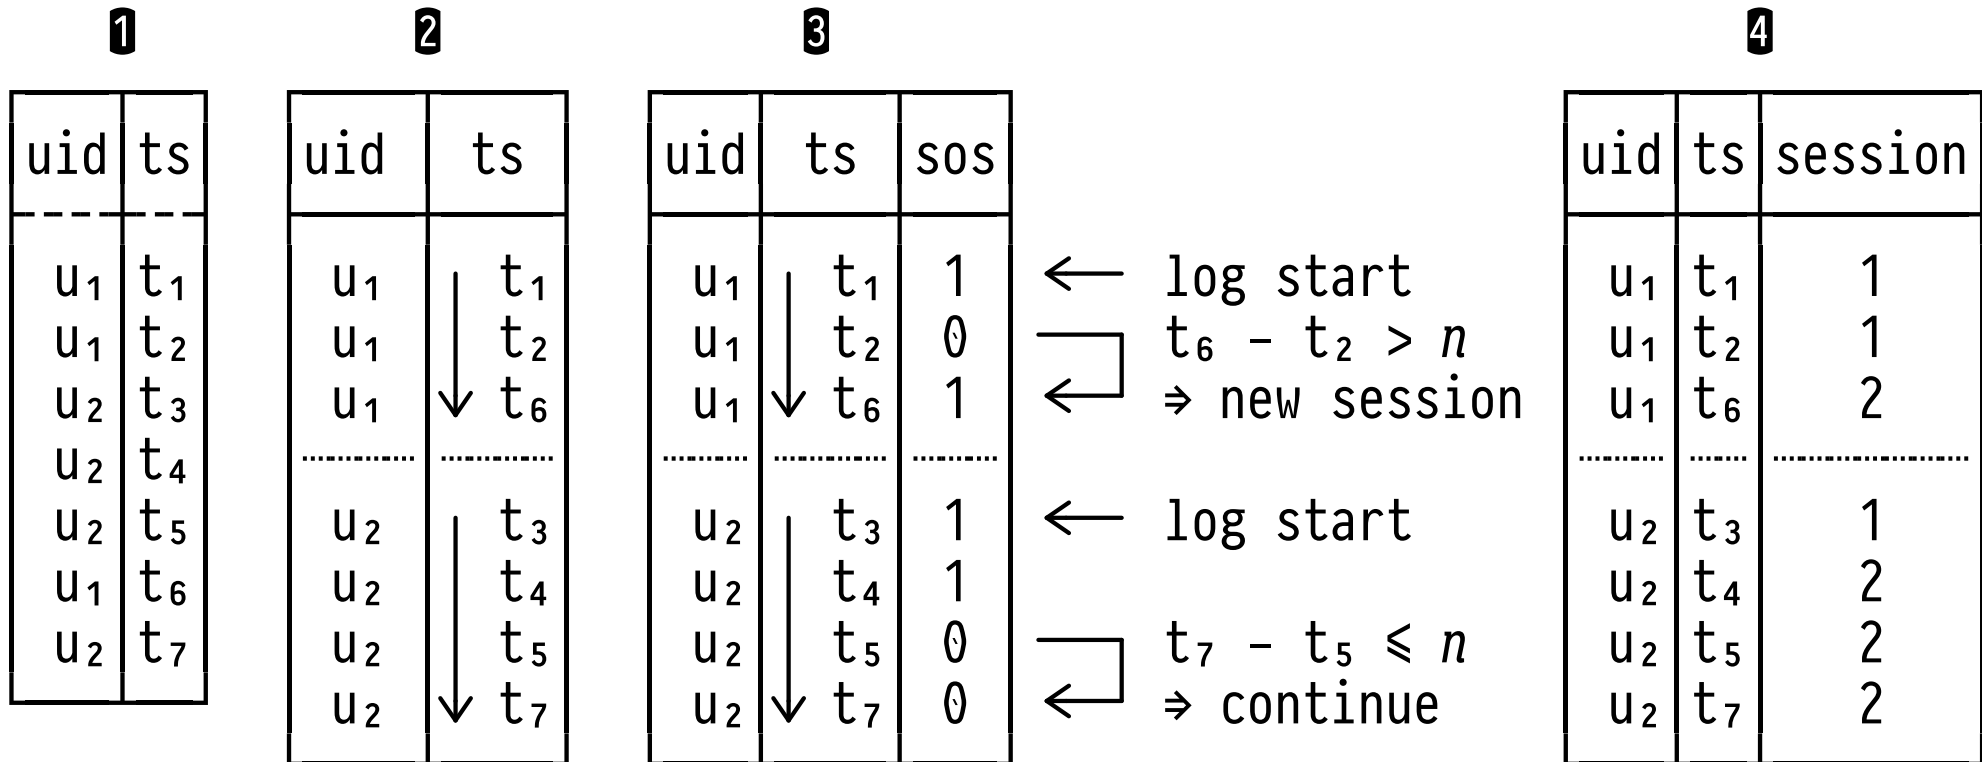 1 2 3 4
uid ts uid ts uid ts sos uid ts session
u₁ t₁ u₁ t₁ u₁ t₁ 1 ← log start u₁ t₁ 1
u₁ t₂ u₁ t₂ u₁ t₂ 0 t₆ − t₂ > n u₁ t₂ 1
u₂ t₃ u₁ t₆ u₁ t₆ 1 ← ⇒ new session u₁ t₆ 2
u₂ t₄
u₂ t₅ u₂ t₃ u₂ t₃ 1 ← log start u₂ t₃ 1
u₁ t₆ u₂ t₄ u₂ t₄ 1 u₂ t₄ 2
u₂ t₇ u₂ t₅ u₂ t₅ 0 t₇ − t₅ ⩽ n u₂ t₅ 2
u₂ t₇ u₂ t₇ 0 ← ⇒ continue u₂ t₇ 2